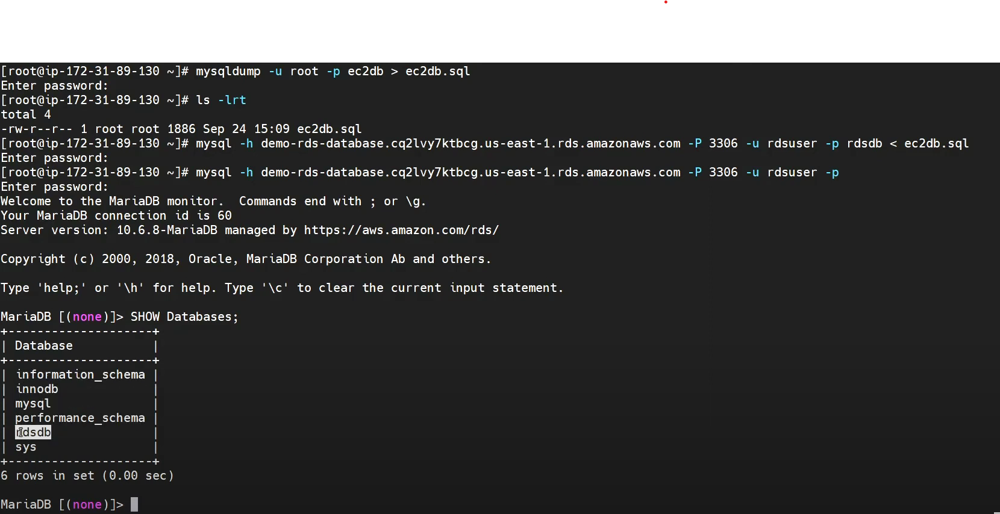 [root@ip-172-31-89-130 ~]# mysqldump -u root -p ec2db > ec2db.sql
Enter password:
[root@ip-172-31-89-130 ~]# ls -lrt
total 4
-rw-r--r-- 1 root root 1886 Sep 24 15:09 ec2db.sql
[root@ip-172-31-89-130 ~]# mysql -h demo-rds-database.cq2lvy7ktbcg.us-east-1.rds.amazonaws.com -P 3306 -u rdsuser -p rdsdb < ec2db.sql
Enter password:
[root@ip-172-31-89-130 ~]# mysql -h demo-rds-database.cq2lvy7ktbcg.us-east-1.rds.amazonaws.com -P 3306 -u rdsuser -p
Enter password:
Welcome to the MariaDB monitor.  Commands end with ; or \g.
Your MariaDB connection id is 60
Server version: 10.6.8-MariaDB managed by https://aws.amazon.com/rds/

Copyright (c) 2000, 2018, Oracle, MariaDB Corporation Ab and others.

Type 'help;' or '\h' for help. Type '\c' to clear the current input statement.

MariaDB [(none)]> SHOW Databases;
+--------------------+
| Database           |
+--------------------+
| information_schema |
| innodb             |
| mysql              |
| performance_schema |
| rdsdb              |
| sys                |
+--------------------+
6 rows in set (0.00 sec)

MariaDB [(none)]>